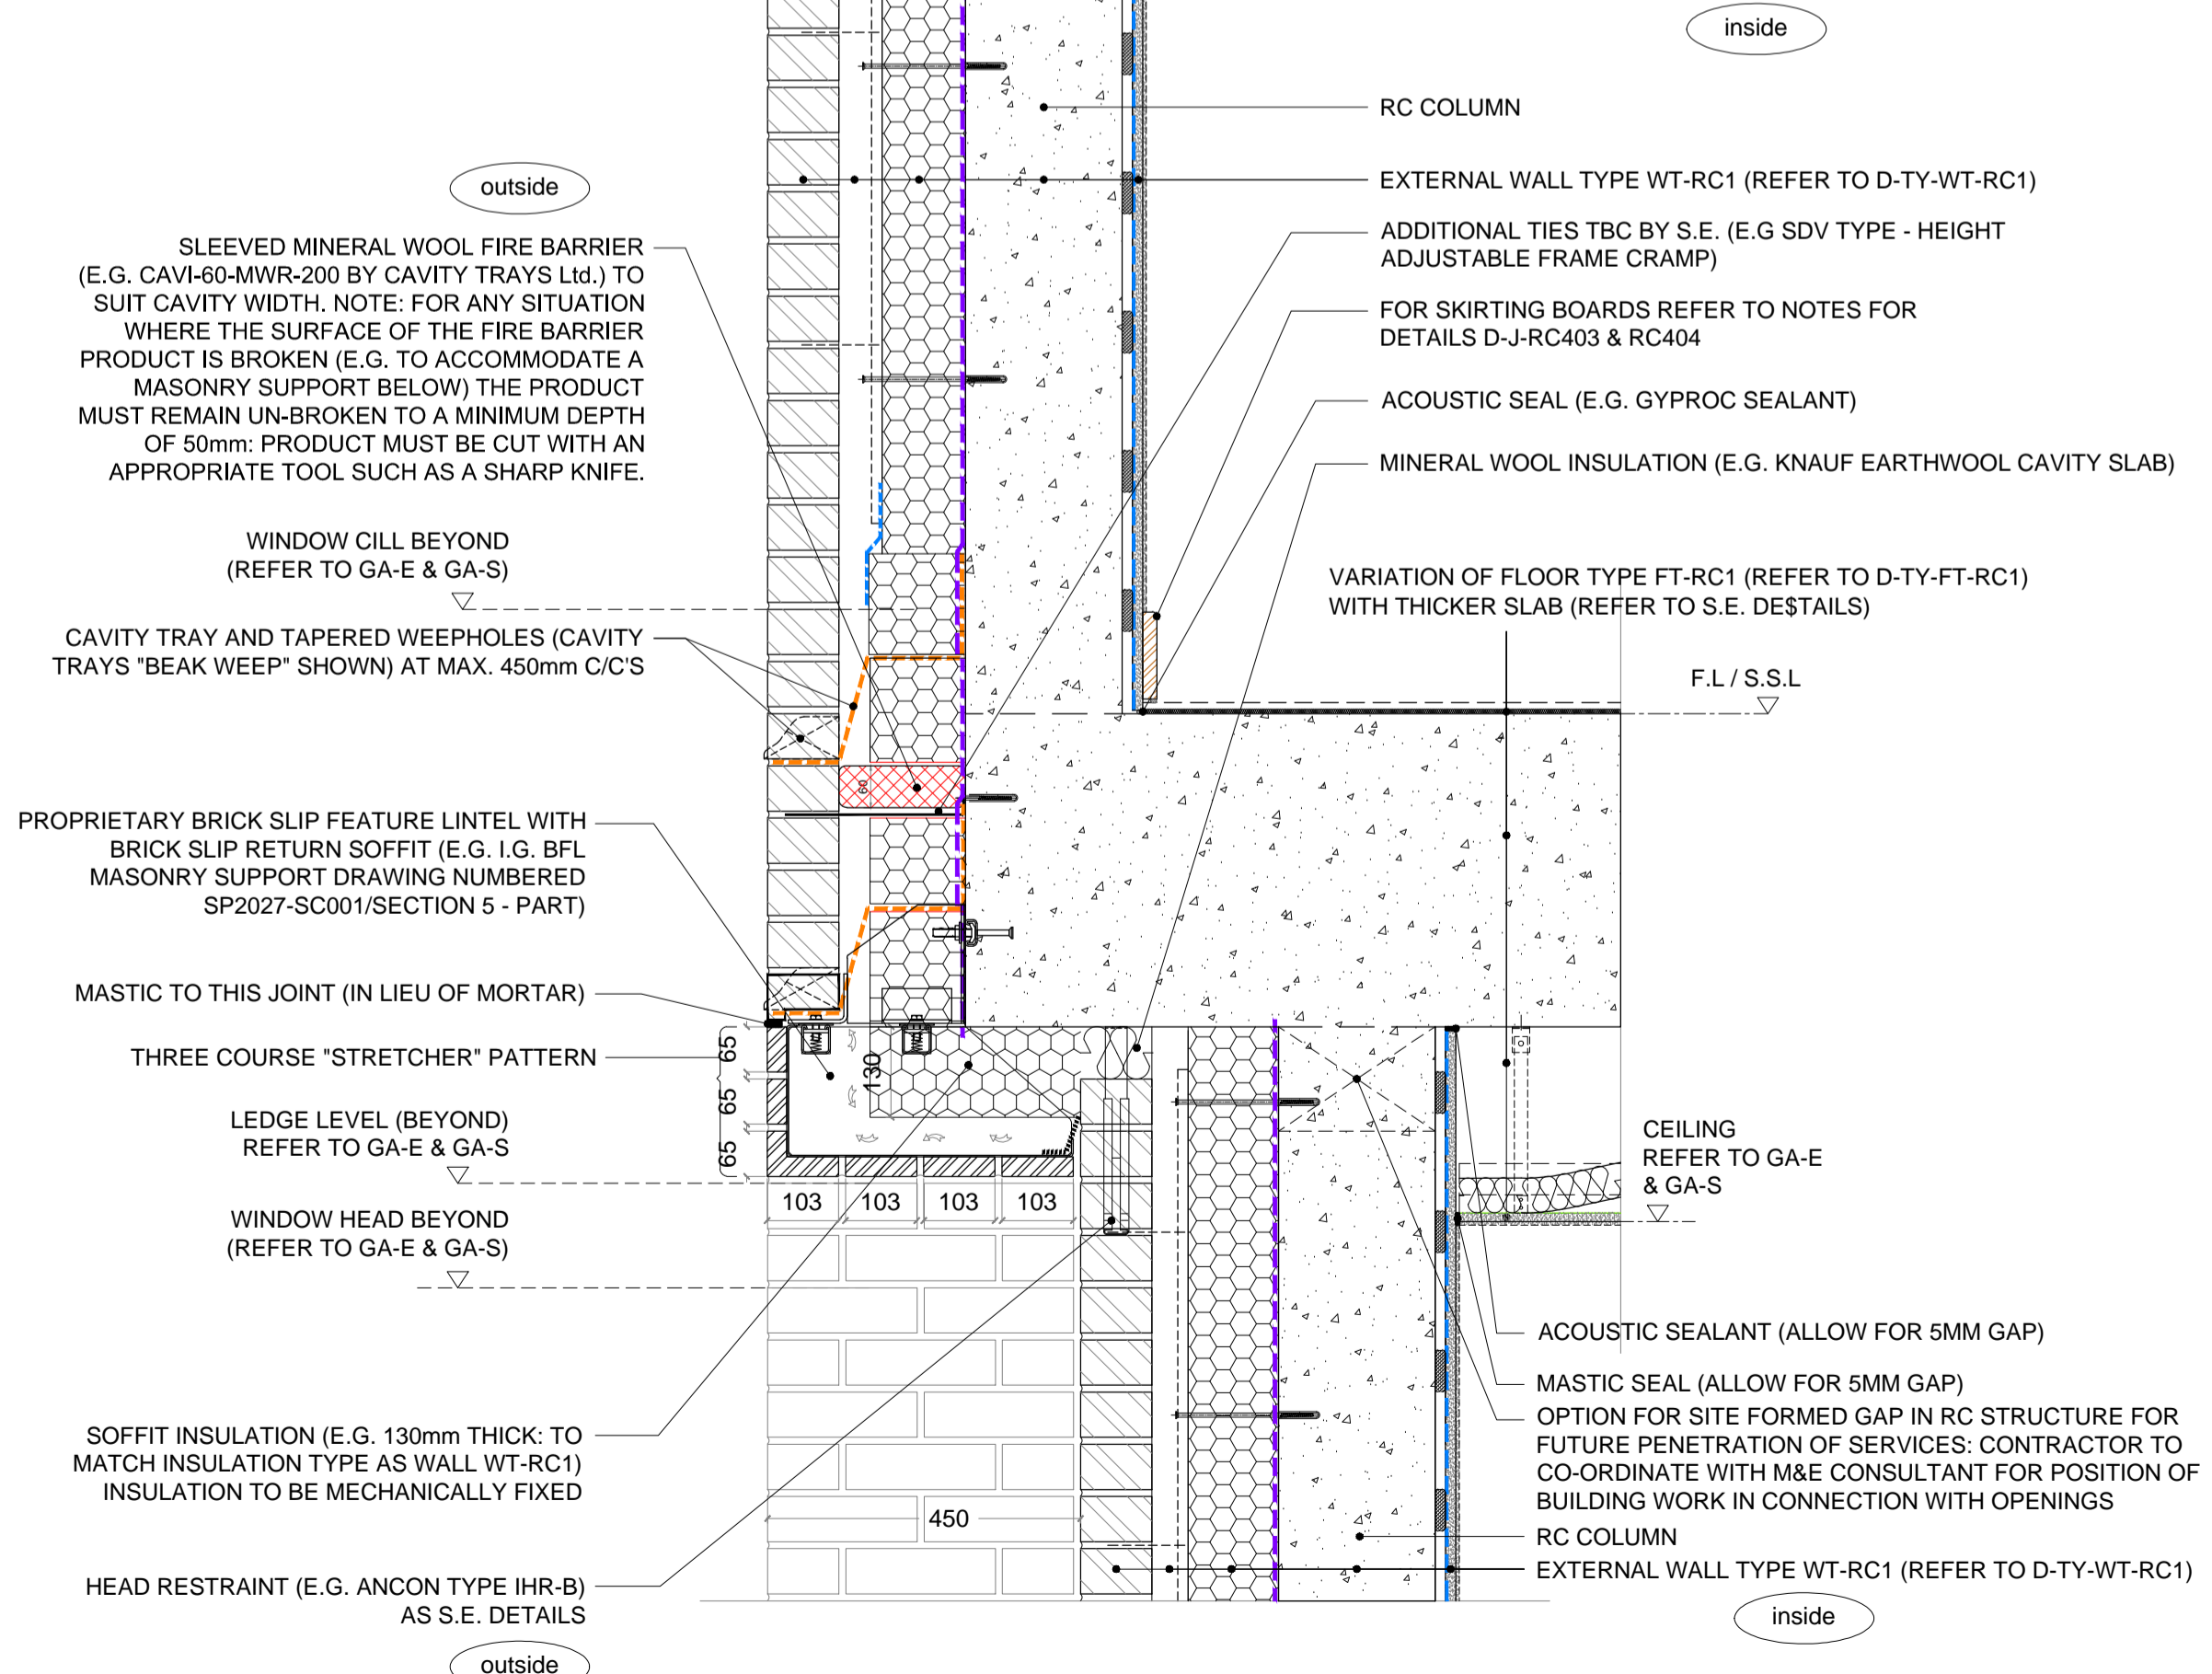 inside
RC COLUMN
EXTERNAL WALL TYPE WT-RC1 (REFER TO D-TY-WT-RC1)
outside
ADDITIONAL TIES TBC BY S.E. (E.G SDV TYPE - HEIGHT
ADJUSTABLE FRAME CRAMP)
SLEEVED MINERAL WOOL FIRE BARRIER
(E.G. CAVI-60-MWR-200 BY CAVITY TRAYS Ltd.) TO
SUIT CAVITY WIDTH. NOTE: FOR ANY SITUATION
WHERE THE SURFACE OF THE FIRE BARRIER
PRODUCT IS BROKEN (E.G. TO ACCOMMODATE A
MASONRY SUPPORT BELOW) THE PRODUCT
MUST REMAIN UN-BROKEN TO A MINIMUM DEPTH
OF 50mm: PRODUCT MUST BE CUT WITH AN
APPROPRIATE TOOL SUCH AS A SHARP KNIFE.
FOR SKIRTING BOARDS REFER TO NOTES FOR
DETAILS D-J-RC403 & RC404
ACOUSTIC SEAL (E.G. GYPROC SEALANT)
MINERAL WOOL INSULATION (E.G. KNAUF EARTHWOOL CAVITY SLAB)
WINDOW CILL BEYOND
(REFER TO GA-E & GA-S)
VARIATION OF FLOOR TYPE FT-RC1 (REFER TO D-TY-FT-RC1)
WITH THICKER SLAB (REFER TO S.E. DE$TAILS)
CAVITY TRAY AND TAPERED WEEPHOLES (CAVITY
TRAYS "BEAK WEEP" SHOWN) AT MAX. 450mm C/C'S
F.L / S.S.L
60
PROPRIETARY BRICK SLIP FEATURE LINTEL WITH
BRICK SLIP RETURN SOFFIT (E.G. I.G. BFL
MASONRY SUPPORT DRAWING NUMBERED
SP2027-SC001/SECTION 5 - PART)
MASTIC TO THIS JOINT (IN LIEU OF MORTAR)
THREE COURSE "STRETCHER" PATTERN
65
65
65
130
LEDGE LEVEL (BEYOND)
REFER TO GA-E & GA-S
CEILING
REFER TO GA-E
& GA-S
103
103
103
103
WINDOW HEAD BEYOND
(REFER TO GA-E & GA-S)
ACOUSTIC SEALANT (ALLOW FOR 5MM GAP)
MASTIC SEAL (ALLOW FOR 5MM GAP)
OPTION FOR SITE FORMED GAP IN RC STRUCTURE FOR
FUTURE PENETRATION OF SERVICES: CONTRACTOR TO
CO-ORDINATE WITH M&E CONSULTANT FOR POSITION OF
BUILDING WORK IN CONNECTION WITH OPENINGS
SOFFIT INSULATION (E.G. 130mm THICK: TO
MATCH INSULATION TYPE AS WALL WT-RC1)
INSULATION TO BE MECHANICALLY FIXED
450
RC COLUMN
EXTERNAL WALL TYPE WT-RC1 (REFER TO D-TY-WT-RC1)
HEAD RESTRAINT (E.G. ANCON TYPE IHR-B)
AS S.E. DETAILS
inside
outside